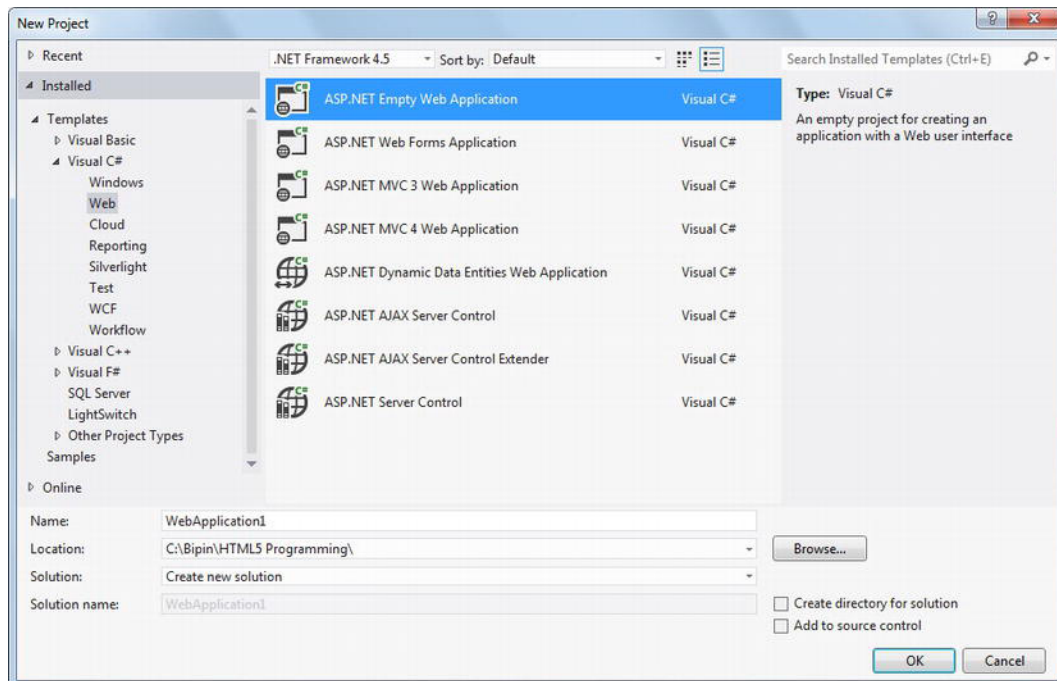 New Project
Recent
.NET Framework 4.5 Sort by: Default Search Installed Templates (Ctrl+E)
Installed
Templates
Visual Basic
Visual C#
Windows
Web
Cloud
Reporting
Silverlight
Test
WCF
Workflow
Visual C++
Visual F#
SQL Server
LightSwitch
Other Project Types
Samples
Online
ASP.NET Empty Web Application Visual C#
ASP.NET Web Forms Application Visual C#
ASP.NET MVC 3 Web Application Visual C#
ASP.NET MVC 4 Web Application Visual C#
ASP.NET Dynamic Data Entities Web Application Visual C#
ASP.NET AJAX Server Control Visual C#
ASP.NET AJAX Server Control Extender Visual C#
ASP.NET Server Control Visual C#
Type: Visual C#
An empty project for creating an
application with a Web user interface
Name: WebApplication1
Location: C:\Bipin\HTML5 Programming\ Browse...
Solution: Create new solution
Solution name: WebApplication1
Create directory for solution
Add to source control
OK Cancel